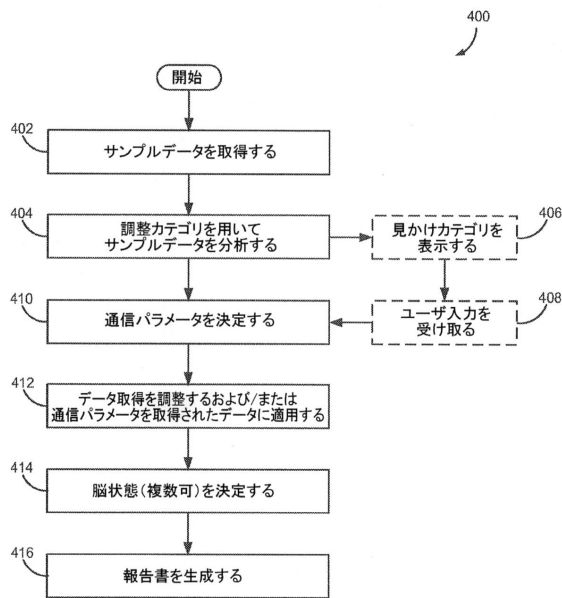 400
開始
402
サンプルデータを取得する
404
調整カテゴリを用いて
サンプルデータを分析する
見かけカテゴリを
表示する
406
410
通信パラメータを決定する
ユーザ入力を
受け取る
408
412
データ取得を調整するおよび/または
通信パラメータを取得されたデータに適用する
414
脳状態(複数可)を決定する
416
報告書を生成する